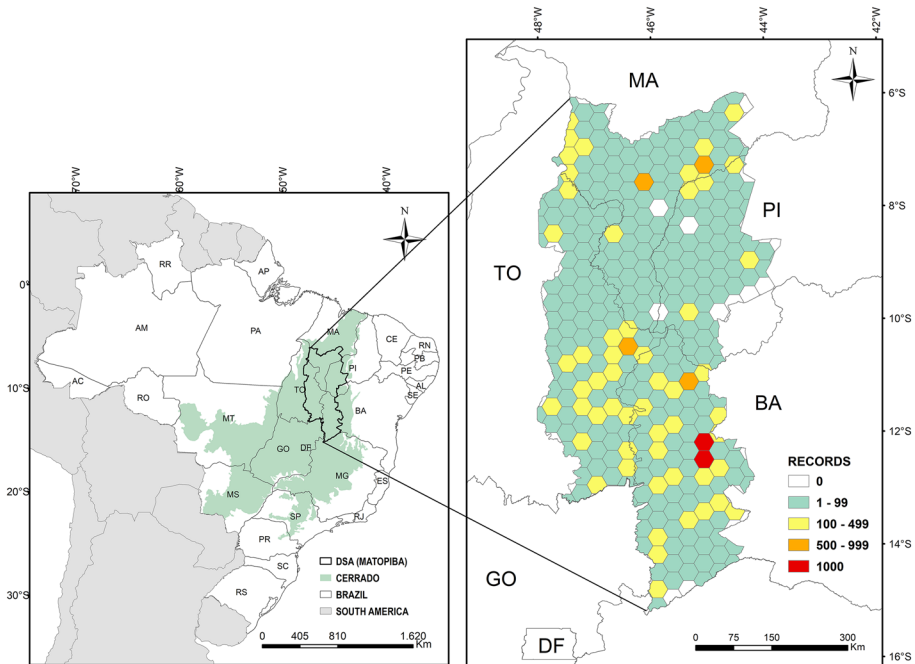 70°W
60°W
50°W
40°W
0°
10°S
20°S
30°S
N
RR
AP
AM
PA
MA
CE
RN
PB
PE
AL
SE
PI
AC
RO
TO
BA
MT
GO
DF
MG
ES
MS
SP
RJ
PR
SC
RS
DSA (MATOPIBA)
CERRADO
BRAZIL
SOUTH AMERICA
0 405 810 1.620
Km
48°W
46°W
44°W
42°W
6°S
8°S
10°S
12°S
14°S
16°S
N
MA
PI
TO
BA
GO
DF
RECORDS
0
1 - 99
100 - 499
500 - 999
1000
0 75 150 300
Km